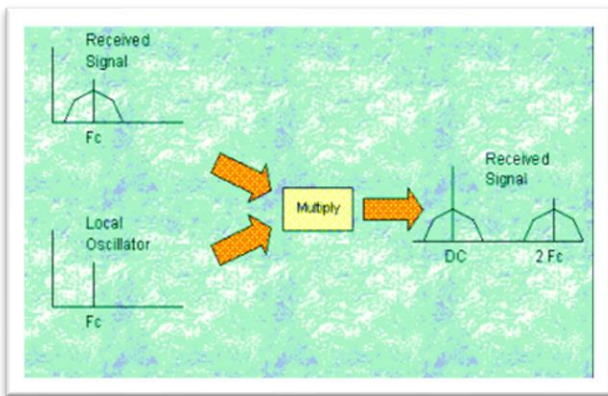 Received
Signal
Fc
Local
Oscillator
Fc
Multiply
Received
Signal
DC
2 Fc